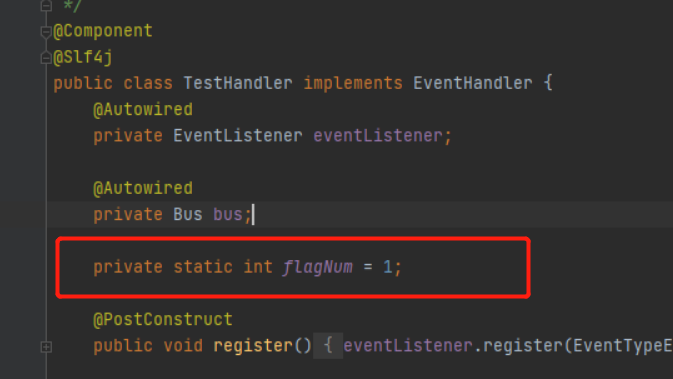 */
@Component
@Slf4j
public class TestHandler implements EventHandler {
@Autowired
private EventListener eventListener;
@Autowired
private Bus bus;
private static int flagNum = 1;
@PostConstruct
public void register() { eventListener.register(EventTypeE